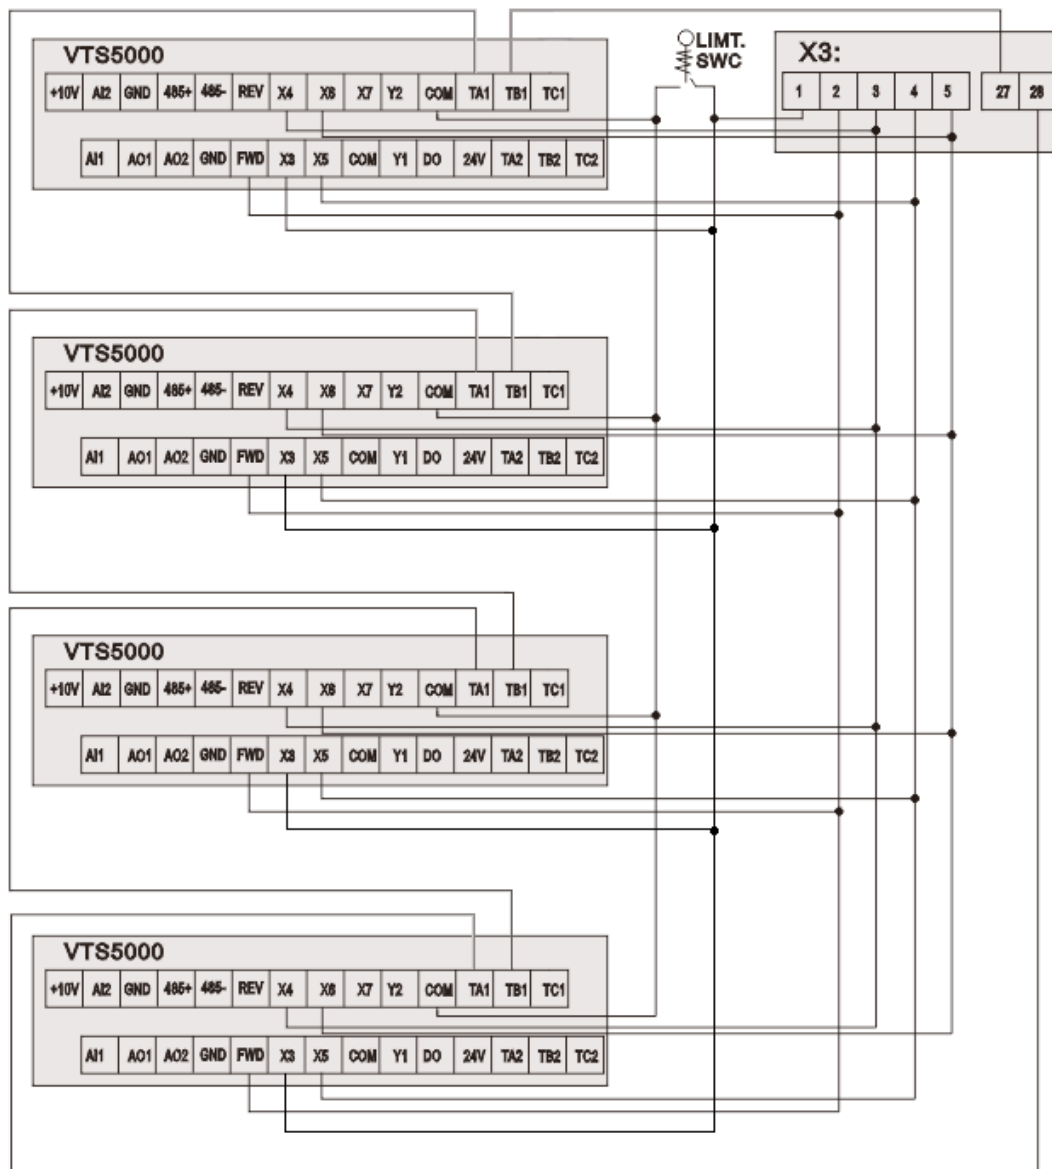 LIMT.
SWC
X3:
1 2 3 4 5 27 28
VTS5000
+10V AI2 GND 485+ 485- REV X4 X6 X7 Y2 COM TA1 TB1 TC1
AI1 AO1 AO2 GND FWD X3 X5 COM Y1 DO 24V TA2 TB2 TC2
VTS5000
+10V AI2 GND 485+ 485- REV X4 X6 X7 Y2 COM TA1 TB1 TC1
AI1 AO1 AO2 GND FWD X3 X5 COM Y1 DO 24V TA2 TB2 TC2
VTS5000
+10V AI2 GND 485+ 485- REV X4 X6 X7 Y2 COM TA1 TB1 TC1
AI1 AO1 AO2 GND FWD X3 X5 COM Y1 DO 24V TA2 TB2 TC2
VTS5000
+10V AI2 GND 485+ 485- REV X4 X6 X7 Y2 COM TA1 TB1 TC1
AI1 AO1 AO2 GND FWD X3 X5 COM Y1 DO 24V TA2 TB2 TC2